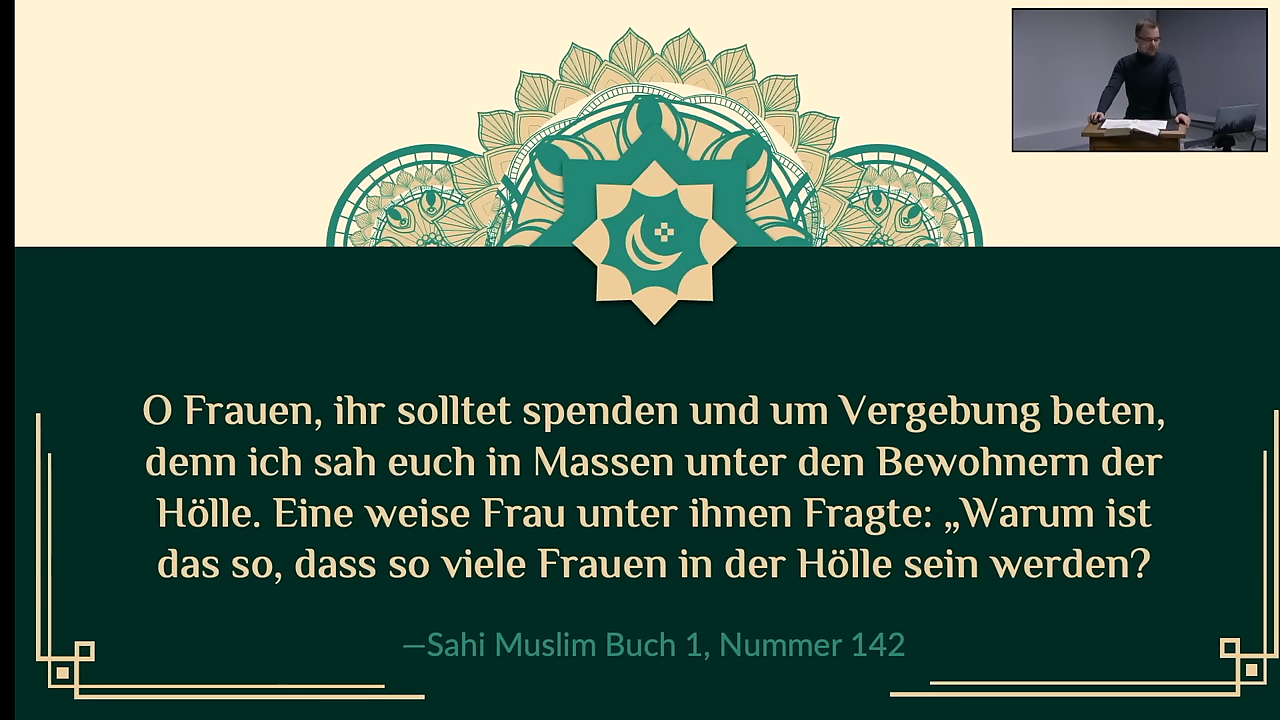 O Frauen, ihr solltet spenden und um Vergebung beten,
denn ich sah euch in Massen unter den Bewohnern der
Hölle. Eine weise Frau unter ihnen Fragte: „Warum ist
das so, dass so viele Frauen in der Hölle sein werden?
—Sahi Muslim Buch 1, Nummer 142